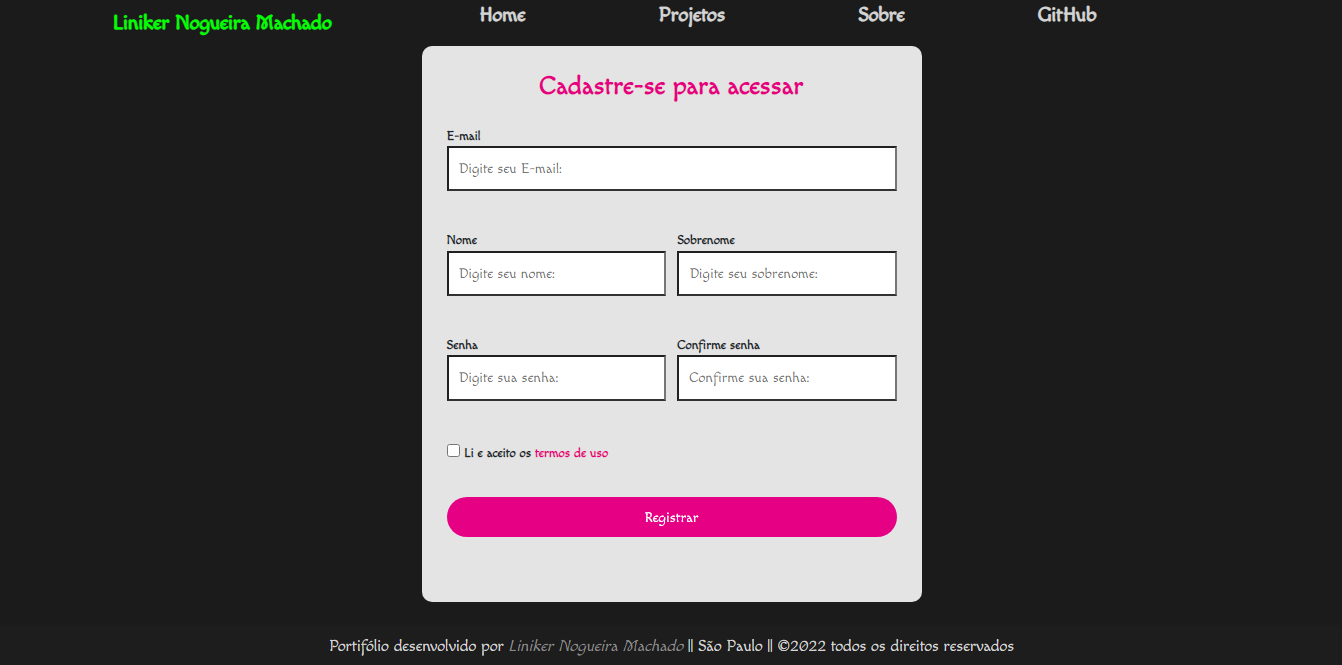 Liniker Nogueira Machado Home Projetos Sobre GitHub
Cadastre-se para acessar
E-mail
Digite seu E-mail:
Nome Sobrenome
Digite seu nome: Digite seu sobrenome:
Senha Confirme senha
Digite sua senha: Confirme sua senha:
Li e aceito os termos de uso
Registrar
Portifólio desenvolvido por Liniker Nogueira Machado || São Paulo || ©2022 todos os direitos reservados